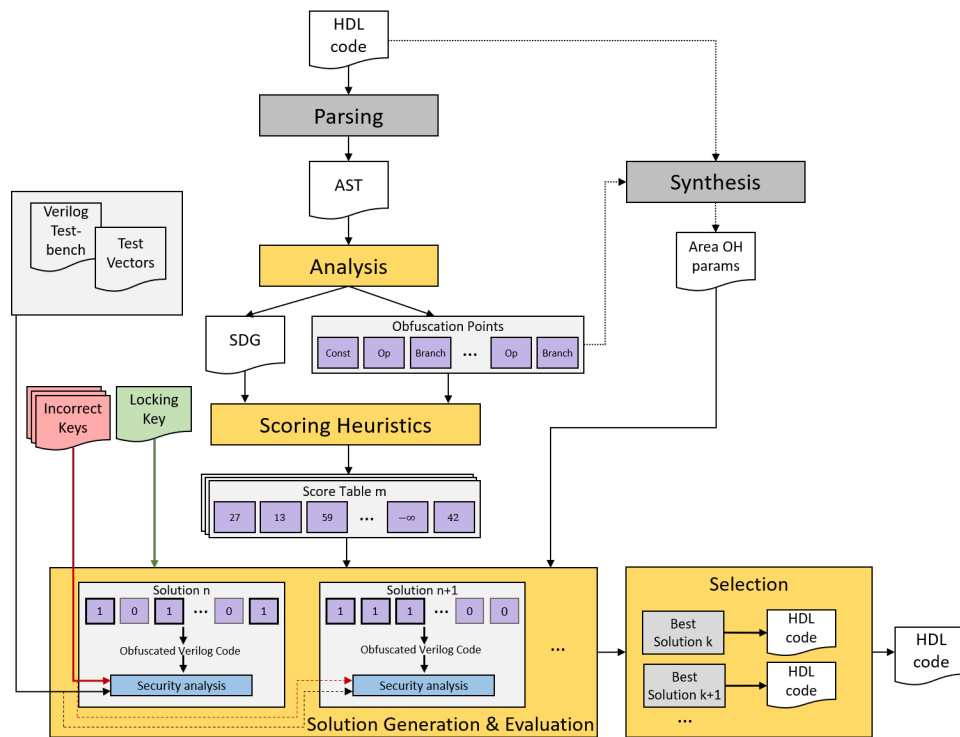 HDL
code
Parsing
AST
Synthesis
Verilog
Test-
bench
Test
Vectors
Analysis
Area OH
params
SDG
Obfuscation Points
Const
Op
Branch
...
Op
Branch
Incorrect
Keys
Locking
Key
Scoring Heuristics
Score Table m
27
13
59
...
−∞
42
Solution n
1
0
1
...
0
1
Obfuscated Verilog Code
Security analysis
Solution n+1
1
1
1
...
0
0
Obfuscated Verilog Code
Security analysis
...
Solution Generation & Evaluation
Selection
Best
Solution k
HDL
code
Best
Solution k+1
HDL
code
...
HDL
code